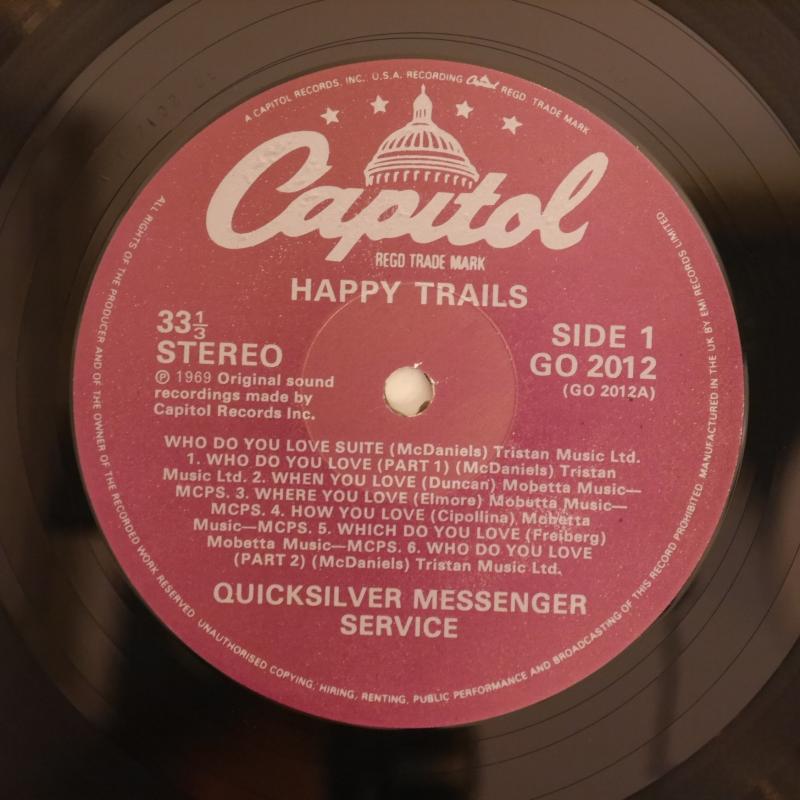 A CAPITOL RECORDS, INC., U.S.A. RECORDING Capitol REGD. TRADE MARK
Capitol
REGD TRADE MARK
HAPPY TRAILS
33⅓
STEREO
℗ 1969 Original sound
recordings made by
Capitol Records Inc.
SIDE 1
GO 2012
(GO 2012A)
WHO DO YOU LOVE SUITE (McDaniels) Tristan Music Ltd.
1. WHO DO YOU LOVE (PART 1) (McDaniels) Tristan
Music Ltd. 2. WHEN YOU LOVE (Duncan) Mobetta Music—
MCPS. 3. WHERE YOU LOVE (Elmore) Mobetta Music—
MCPS. 4. HOW YOU LOVE (Cipollina) Mobetta
Music—MCPS. 5. WHICH DO YOU LOVE (Freiberg)
Mobetta Music—MCPS. 6. WHO DO YOU LOVE
(PART 2) (McDaniels) Tristan Music Ltd.
QUICKSILVER MESSENGER
SERVICE
ALL RIGHTS OF THE PRODUCER AND OF THE OWNER OF THE RECORDED WORK RESERVED. UNAUTHORISED COPYING, HIRING, RENTING, PUBLIC PERFORMANCE AND BROADCASTING OF THIS RECORD PROHIBITED. MANUFACTURED IN THE UK BY EMI RECORDS LIMITED